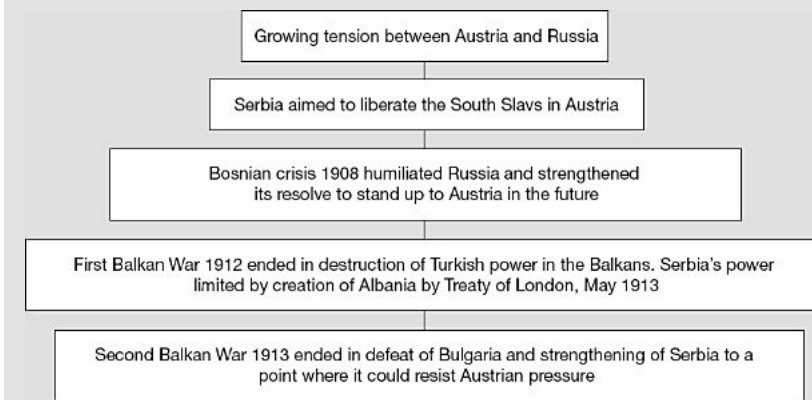 Growing tension between Austria and Russia
Serbia aimed to liberate the South Slavs in Austria
Bosnian crisis 1908 humiliated Russia and strengthened
its resolve to stand up to Austria in the future
First Balkan War 1912 ended in destruction of Turkish power in the Balkans. Serbia's power
limited by creation of Albania by Treaty of London, May 1913
Second Balkan War 1913 ended in defeat of Bulgaria and strengthening of Serbia to a
point where it could resist Austrian pressure